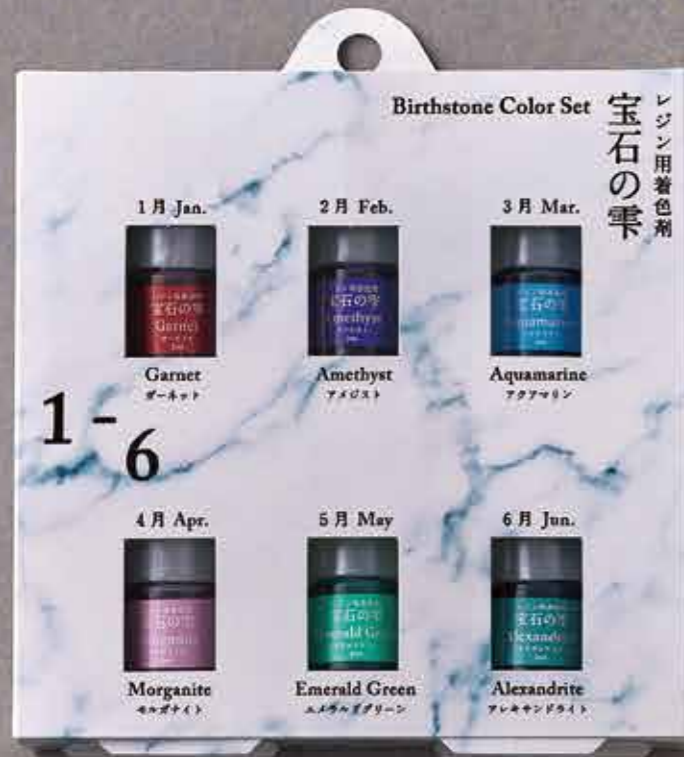 Birthstone Color Set
レジン用着色剤
宝石の雫
1月 Jan.
2月 Feb.
3月 Mar.
宝石の雫
Garnet
宝石の雫
Amethyst
宝石の雫
Garnet
ガーネット
Amethyst
アメジスト
Aquamarine
アクアマリン
1-6
4月 Apr.
5月 May
6月 Jun.
宝石の雫
宝石の雫
宝石の雫
Morganite
モルガナイト
Emerald Green
エメラルドグリーン
Alexandrite
アレキサンドライト